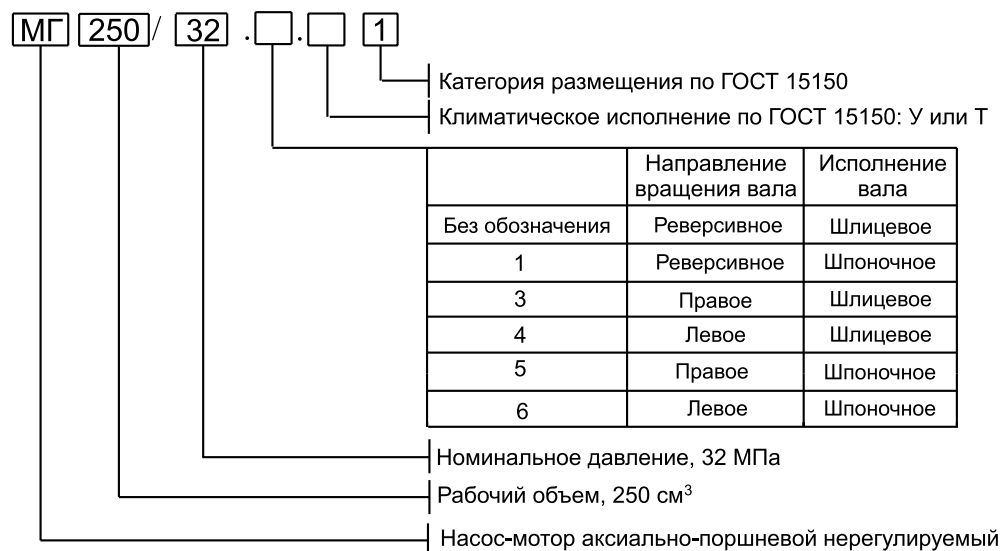 МГ 250 / 32 . . 1
Категория размещения по ГОСТ 15150
Климатическое исполнение по ГОСТ 15150: У или Т
Направление вращения вала
Исполнение вала
Без обозначения Реверсивное Шлицевое
1 Реверсивное Шпоночное
3 Правое Шлицевое
4 Левое Шлицевое
5 Правое Шпоночное
6 Левое Шпоночное
Номинальное давление, 32 МПа
Рабочий объем, 250 см³
Насос-мотор аксиально-поршневой нерегулируемый